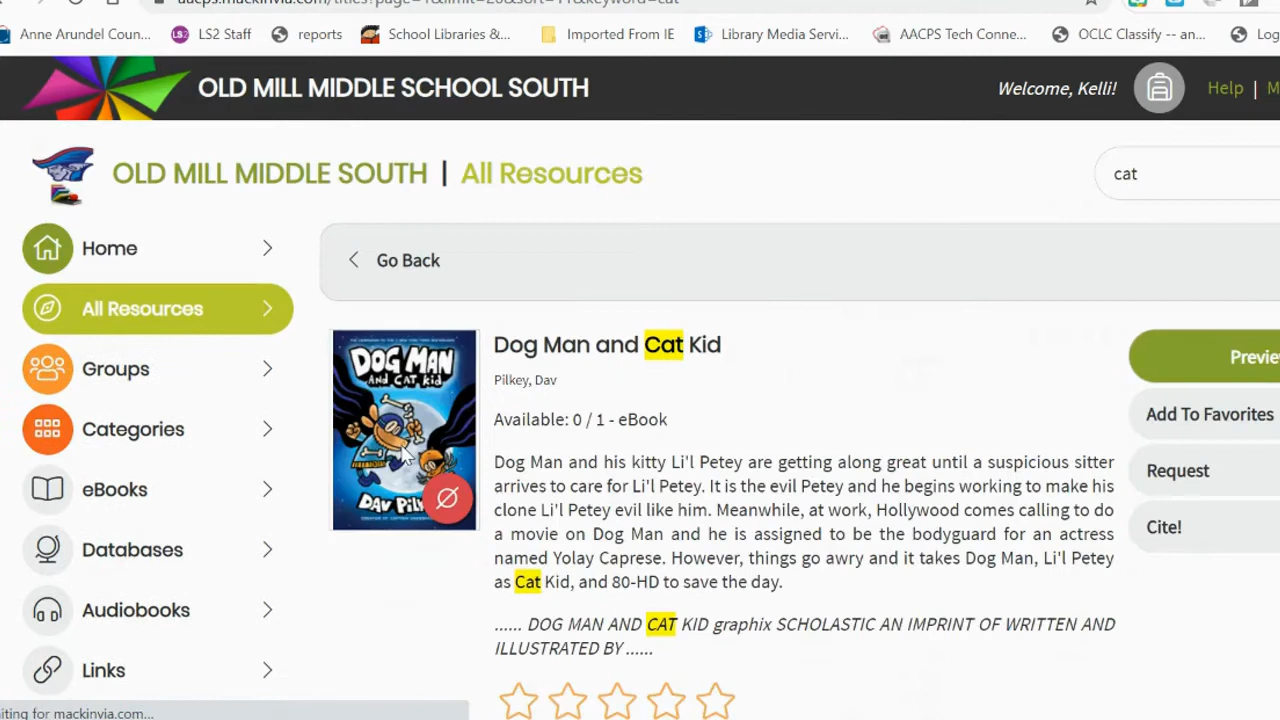 aacps.mackinvia.com/titles?page=
Anne Arundel Coun...
LS2 Staff
reports
School Libraries &...
Imported From IE
Library Media Servi...
AACPS Tech Conne...
OCLC Classify -- an...
Log
OLD MILL MIDDLE SCHOOL SOUTH
Welcome, Kelli!
Help | M
OLD MILL MIDDLE SOUTH | All Resources
cat
Home
All Resources
Groups
Categories
eBooks
Databases
Audiobooks
Links
Go Back
DOG MAN
AND CAT KID
DAV PIL
Dog Man and Cat Kid
Pilkey, Dav
Available: 0 / 1 - eBook
Dog Man and his kitty Li'l Petey are getting along great until a suspicious sitter
arrives to care for Li'l Petey. It is the evil Petey and he begins working to make his
clone Li'l Petey evil like him. Meanwhile, at work, Hollywood comes calling to do
a movie on Dog Man and he is assigned to be the bodyguard for an actress
named Yolay Caprese. However, things go awry and it takes Dog Man, Li'l Petey
as Cat Kid, and 80-HD to save the day.
...... DOG MAN AND CAT KID graphix SCHOLASTIC AN IMPRINT OF WRITTEN AND
ILLUSTRATED BY ......
Previe
Add To Favorites
Request
Cite!
iting for mackinvia.com...